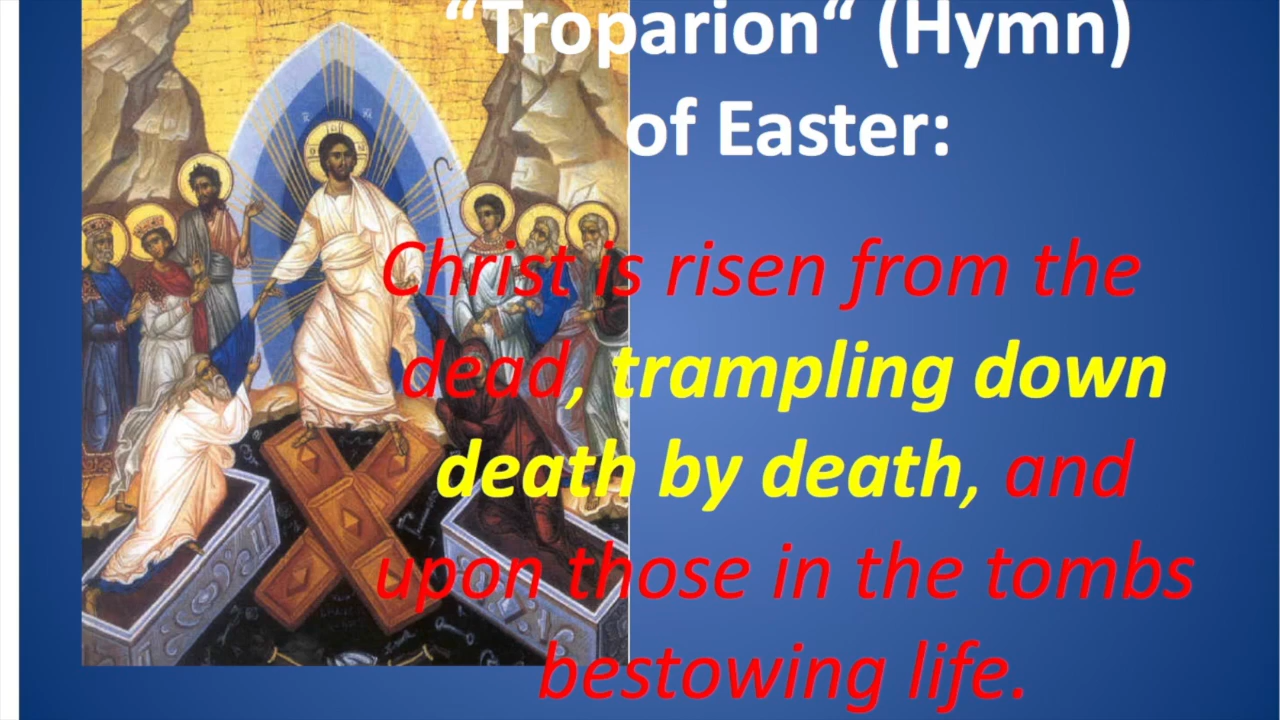 “Troparion“ (Hymn)
of Easter:
Christ is risen from the
dead, trampling down
death by death, and
upon those in the tombs
bestowing life.